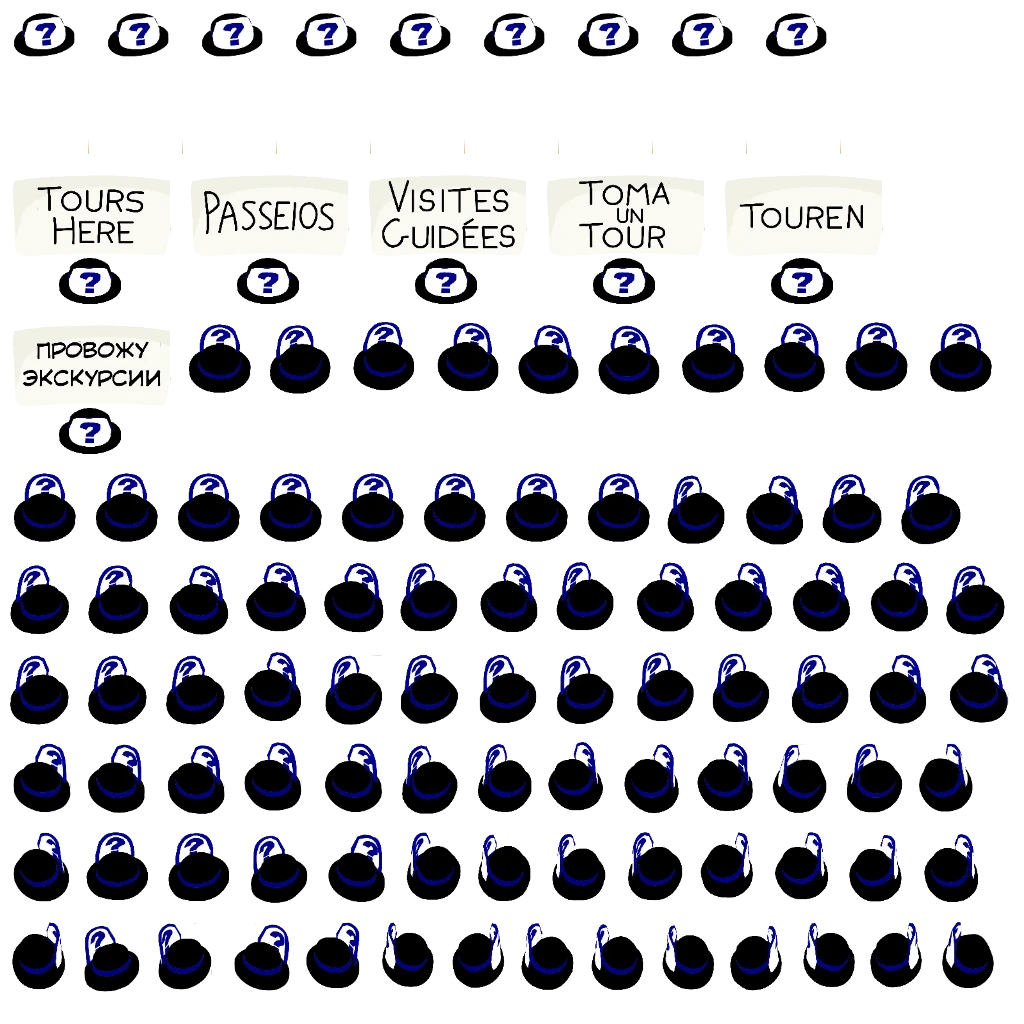 ? ? ? ? ? ? ? ? ?
TOURS
HERE
PASSEIOS
VISITES
GUIDÉES
TOMA
UN
TOUR
TOUREN
? ? ? ? ?
ПРОВОЖУ
ЭКСКУРСИИ
? ? ? ? ? ? ? ? ? ?
?
? ? ? ? ? ? ? ? ? ? ? ?